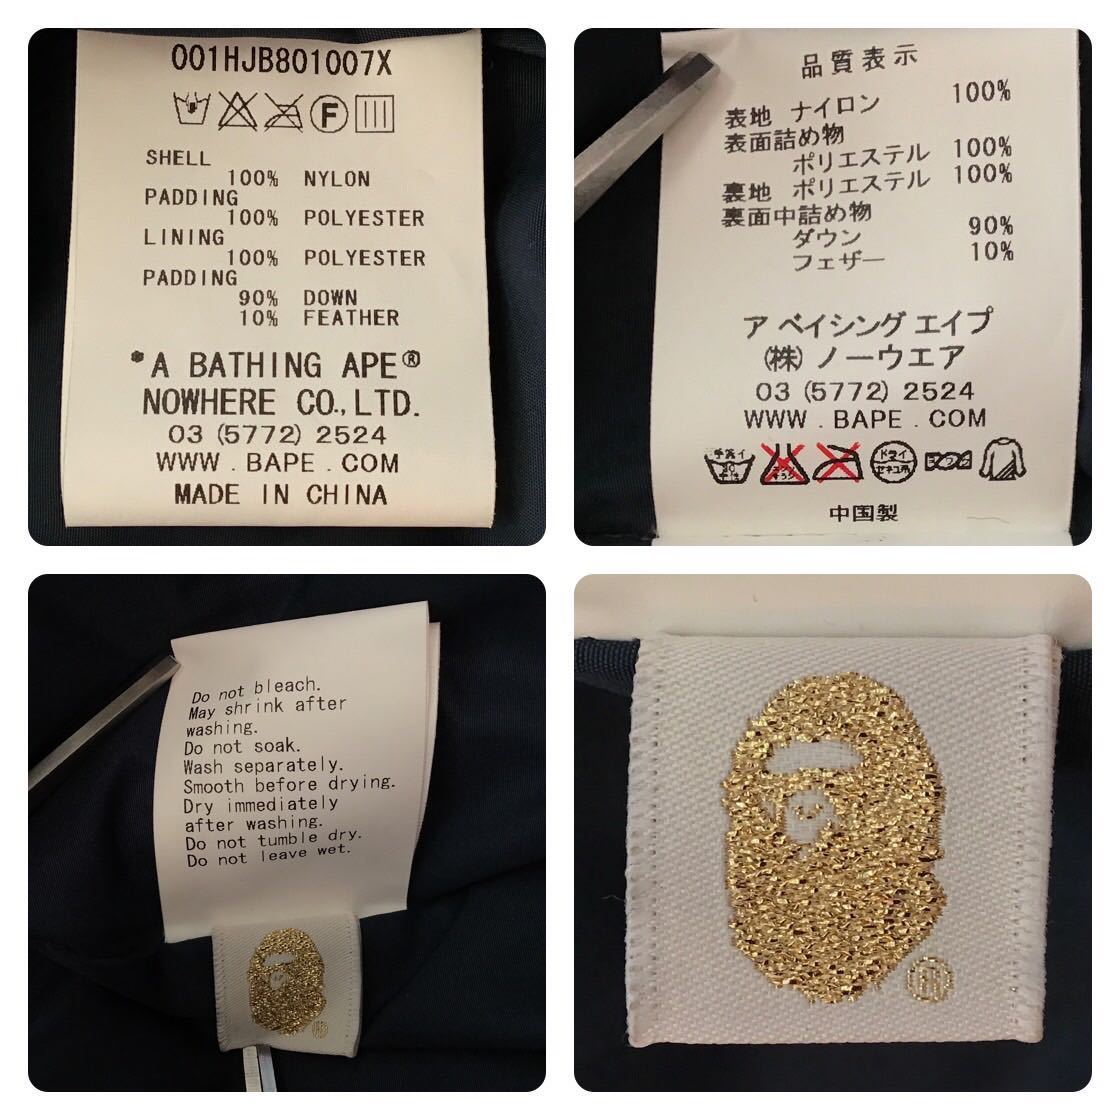 001HJB801007X
F
SHELL
100% NYLON
PADDING
100% POLYESTER
LINING
100% POLYESTER
PADDING
90% DOWN
10% FEATHER
*A BATHING APE®
NOWHERE CO.,LTD.
03 (5772) 2524
WWW . BAPE . COM
MADE IN CHINA
品質表示
表地 ナイロン 100%
表面詰め物
ポリエステル 100%
裏地 ポリエステル 100%
裏面中詰め物
ダウン 90%
フェザー 10%
ア ベイシング エイプ
(株) ノーウエア
03 (5772) 2524
WWW . BAPE . COM
手洗イ ドライ
中国製
Do not bleach.
May shrink after
washing.
Do not soak.
Wash separately.
Smooth before drying.
Dry immediately
after washing.
Do not tumble dry.
Do not leave wet.
®
®